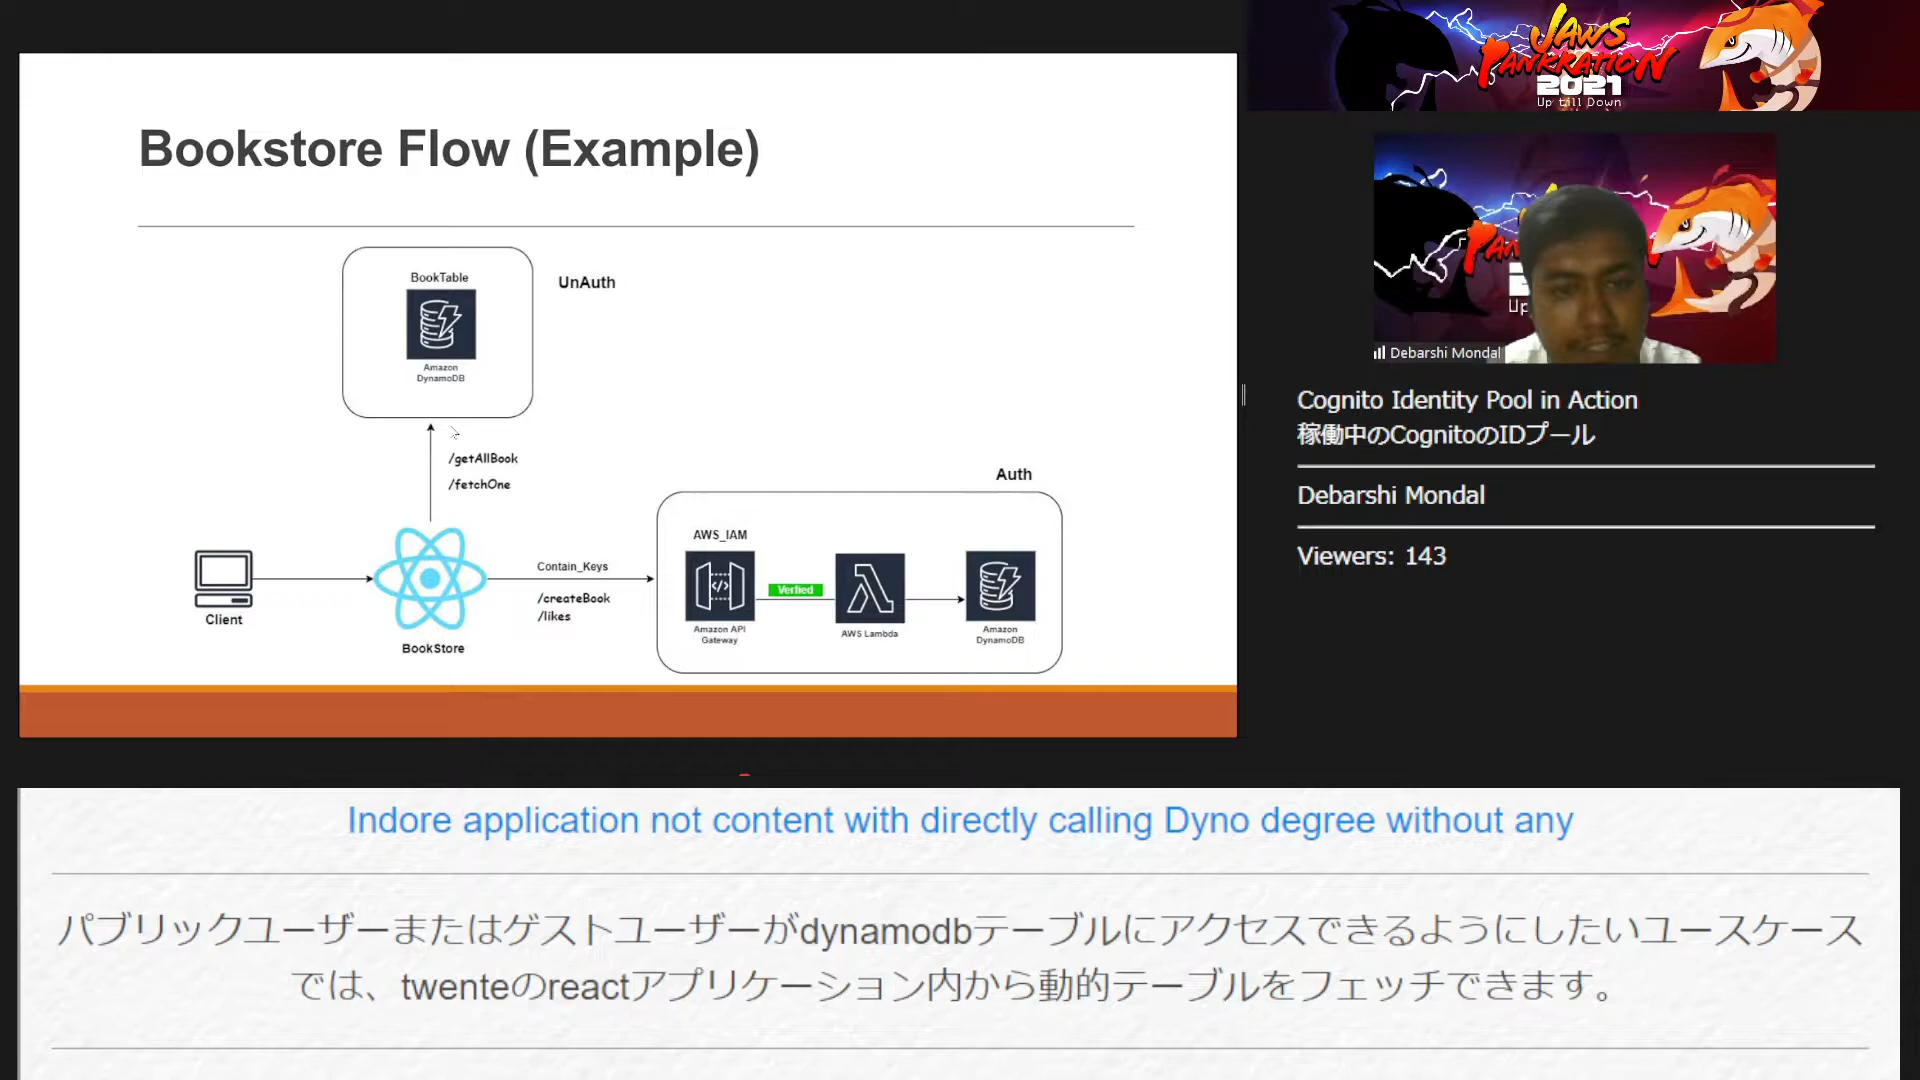 Bookstore Flow (Example)
BookTable
UnAuth
Amazon
DynamoDB
/getAllBook
/fetchOne
Auth
AWS_IAM
Contain_Keys
/createBook
/likes
Verfied
Amazon API
Gateway
AWS Lambda
Amazon
DynamoDB
Client
BookStore
JAWS
PANKRATION
2021
Up till Down
PAN
Up
Debarshi Mondal
Cognito Identity Pool in Action
稼働中のCognitoのIDプール
Debarshi Mondal
Viewers: 143
Indore application not content with directly calling Dyno degree without any
パブリックユーザーまたはゲストユーザーがdynamodbテーブルにアクセスできるようにしたいユースケース
では、twenteのreactアプリケーション内から動的テーブルをフェッチできます。